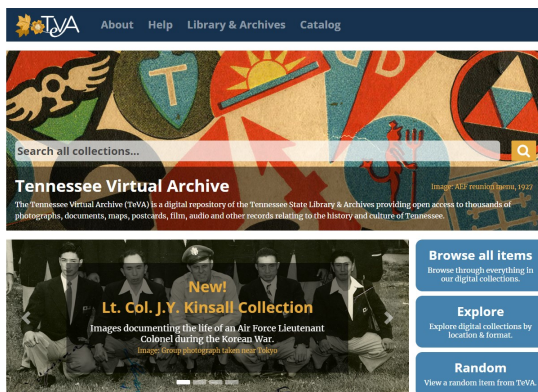 TeVA
About Help Library & Archives Catalog
Search all collections...
Tennessee Virtual Archive
Image: AEF reunion menu, 1927
The Tennessee Virtual Archive (TeVA) is a digital repository of the Tennessee State Library & Archives providing open access to thousands of
photographs, documents, maps, postcards, film, audio and other records relating to the history and culture of Tennessee.
New!
Lt. Col. J.Y. Kinsall Collection
Images documenting the life of an Air Force Lieutenant
Colonel during the Korean War.
Image: Group photograph taken near Tokyo
Browse all items
Browse through everything in
our digital collections.
Explore
Explore digital collections by
location & format.
Random
View a random item from TeVA.